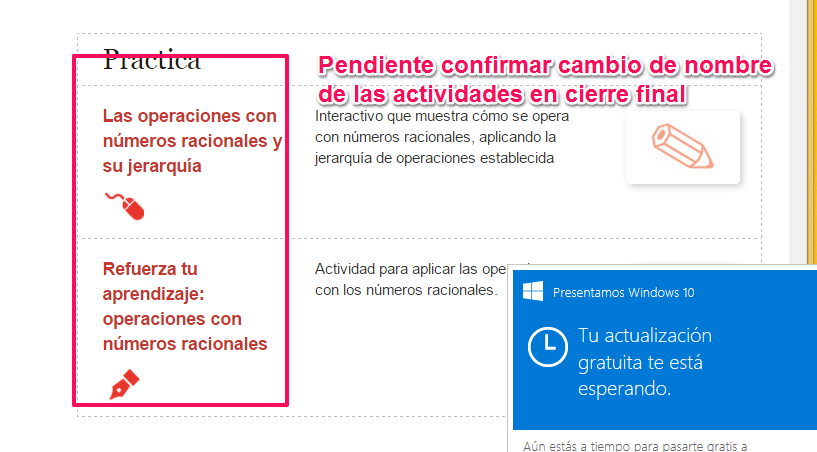 Practica
Pendiente confirmar cambio de nombre
de las actividades en cierre final
Las operaciones con
números racionales y
su jerarquía
Interactivo que muestra cómo se opera
con números racionales, aplicando la
jerarquía de operaciones establecida
Refuerza tu
aprendizaje:
operaciones con
números racionales
Actividad para aplicar las
con los números racionales.
Presentamos Windows 10
Tu actualización
gratuita te está
esperando.
Aún estás a tiempo para pasarte gratis a